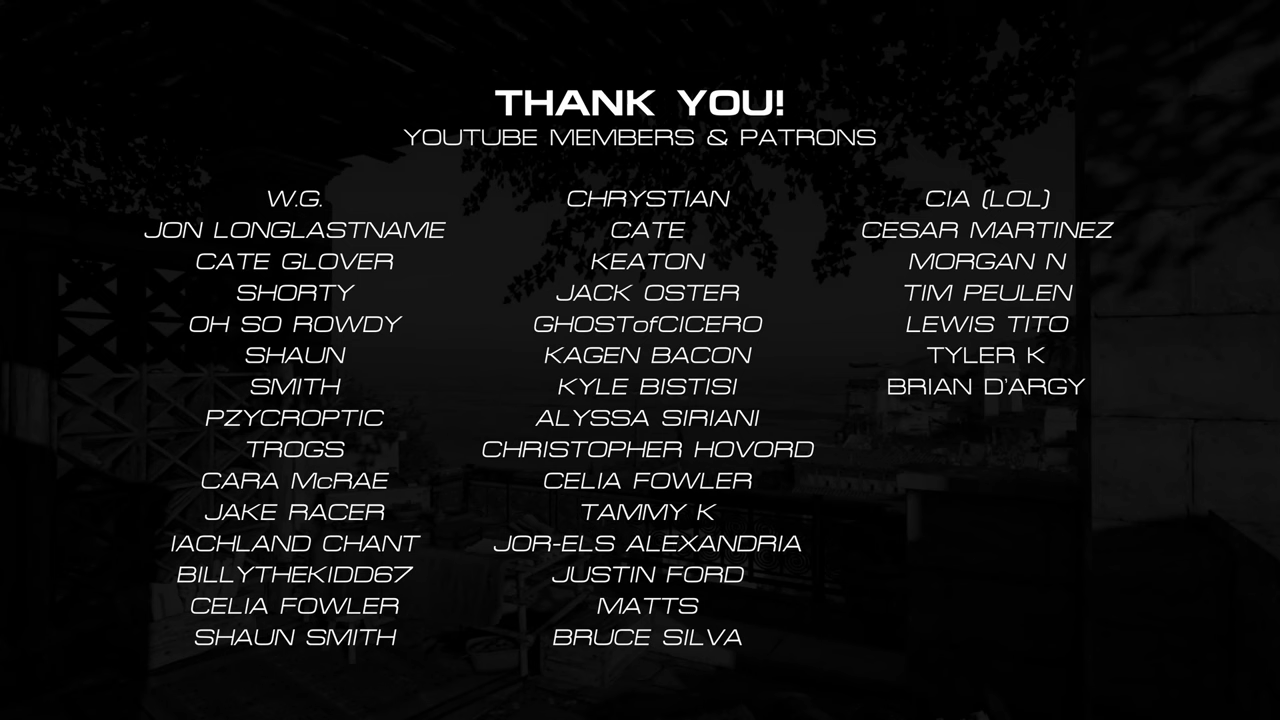 THANK YOU!
YOUTUBE MEMBERS & PATRONS
W.G.
JON LONGLASTNAME
CATE GLOVER
SHORTY
OH SO ROWDY
SHAUN
SMITH
PZYCROPTIC
TROGS
CARA McRAE
JAKE RACER
IACHLAND CHANT
BILLYTHEKIDD67
CELIA FOWLER
SHAUN SMITH
CHRYSTIAN
CATE
KEATON
JACK OSTER
GHOSTofCICERO
KAGEN BACON
KYLE BISTISI
ALYSSA SIRIANI
CHRISTOPHER HOVORD
CELIA FOWLER
TAMMY K
JOR-ELS ALEXANDRIA
JUSTIN FORD
MATTS
BRUCE SILVA
CIA (LOL)
CESAR MARTINEZ
MORGAN N
TIM PEULEN
LEWIS TITO
TYLER K
BRIAN D'ARGY